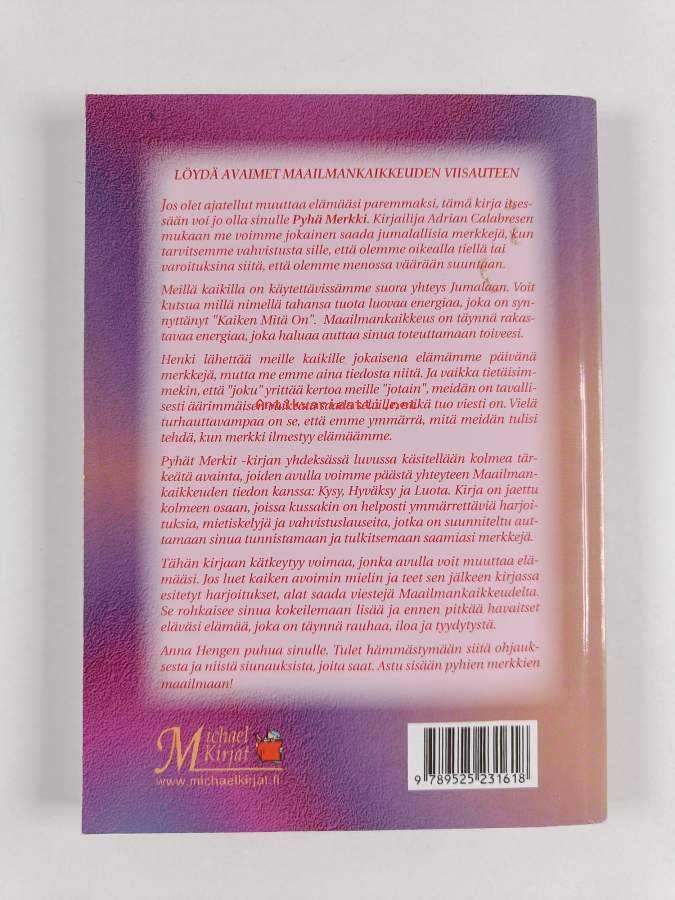 LÖYDÄ AVAIMET MAAILMANKAIKKEUDEN VIISAUTEEN
Jos olet ajatellut muuttaa elämääsi paremmaksi, tämä kirja itses-
sään voi jo olla sinulle Pyhä Merkki. Kirjailija Adrian Calabresen
mukaan me voimme jokainen saada jumalallisia merkkejä, kun
tarvitsemme vahvistusta sille, että olemme oikealla tiellä tai
varoituksina siitä, että olemme menossa väärään suuntaan.
Meillä kaikilla on käytettävissämme suora yhteys Jumalaan. Voit
kutsua millä nimellä tahansa tuota luovaa energiaa, joka on syn-
nyttänyt "Kaiken Mitä On". Maailmankaikkeus on täynnä rakas-
tavaa energiaa, joka haluaa auttaa sinua toteuttamaan toiveesi.
Henki lähettää meille kaikille jokaisena elämämme päivänä
merkkejä, mutta me emme aina tiedosta niitä. Ja vaikka tietäisim-
mekin, että "joku" yrittää kertoa meille "jotain", meidän on tavalli-
sesti äärimmäisen mikä tuo viesti on. Vielä
Antikvariaatti.net
turhauttavampaa on se, että emme ymmärrä, mitä meidän tulisi
tehdä, kun merkki ilmestyy elämäämme.
Pyhät Merkit -kirjan yhdeksässä luvussa käsitellään kolmea tär-
keätä avainta, joiden avulla voimme päästä yhteyteen Maailman-
kaikkeuden tiedon kanssa: Kysy, Hyväksy ja Luota. Kirja on jaettu
kolmeen osaan, joissa kussakin on helposti ymmärrettäviä harjoi-
tuksia, mietiskelyjä ja vahvistuslauseita, jotka on suunniteltu aut-
tamaan sinua tunnistamaan ja tulkitsemaan saamiasi merkkejä.
Tähän kirjaan kätkeytyy voimaa, jonka avulla voit muuttaa elä-
määsi. Jos luet kaiken avoimin mielin ja teet sen jälkeen kirjassa
esitetyt harjoitukset, alat saada viestejä Maailmankaikkeudelta.
Se rohkaisee sinua kokeilemaan lisää ja ennen pitkää havaitset
eläväsi elämää, joka on täynnä rauhaa, iloa ja tyydytystä.
Anna Hengen puhua sinulle. Tulet hämmästymään siitä ohjauk-
sesta ja niistä siunauksista, joita saat. Astu sisään pyhien merkkien
maailmaan!
Michael
Kirjat
www.michaelkirjat.fi
9 789525 231618